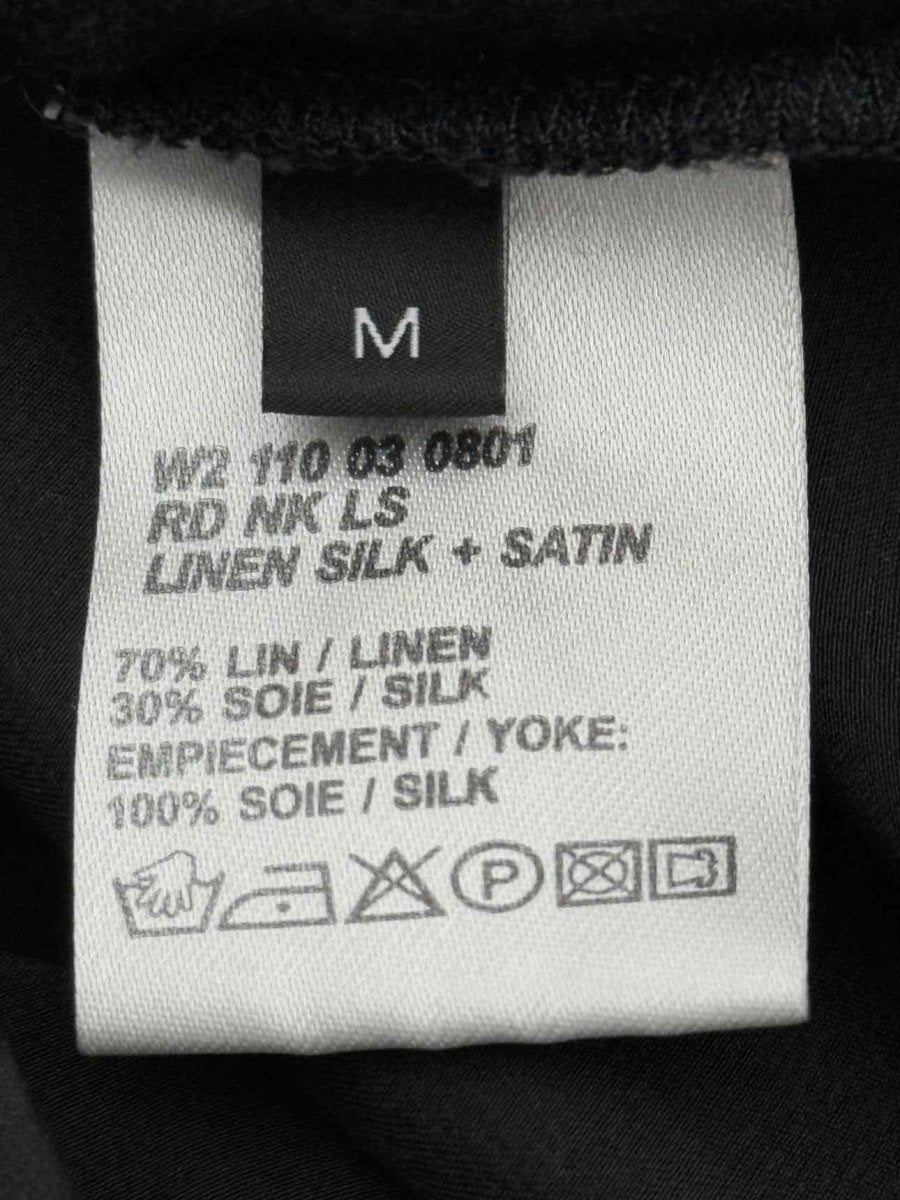 M
W2 110 03 0801
RD NK LS
LINEN SILK + SATIN
70% LIN / LINEN
30% SOIE / SILK
EMPIECEMENT / YOKE:
100% SOIE / SILK
P